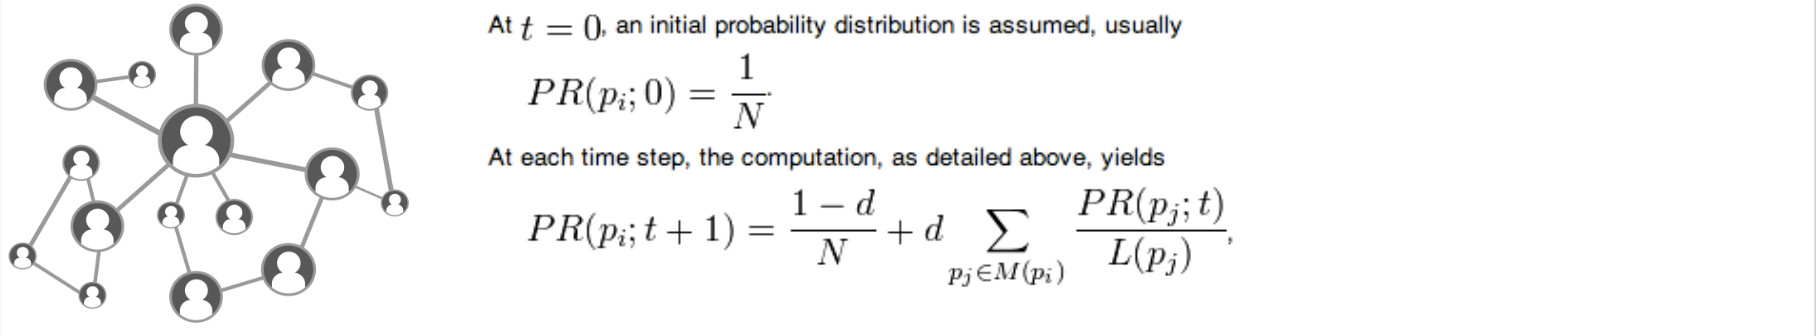 At t = 0, an initial probability distribution is assumed, usually
PR(p_i; 0) = 1/N.
At each time step, the computation, as detailed above, yields
PR(p_i; t + 1) = (1 − d)/N + d ∑_{p_j∈M(p_i)} PR(p_j; t)/L(p_j),